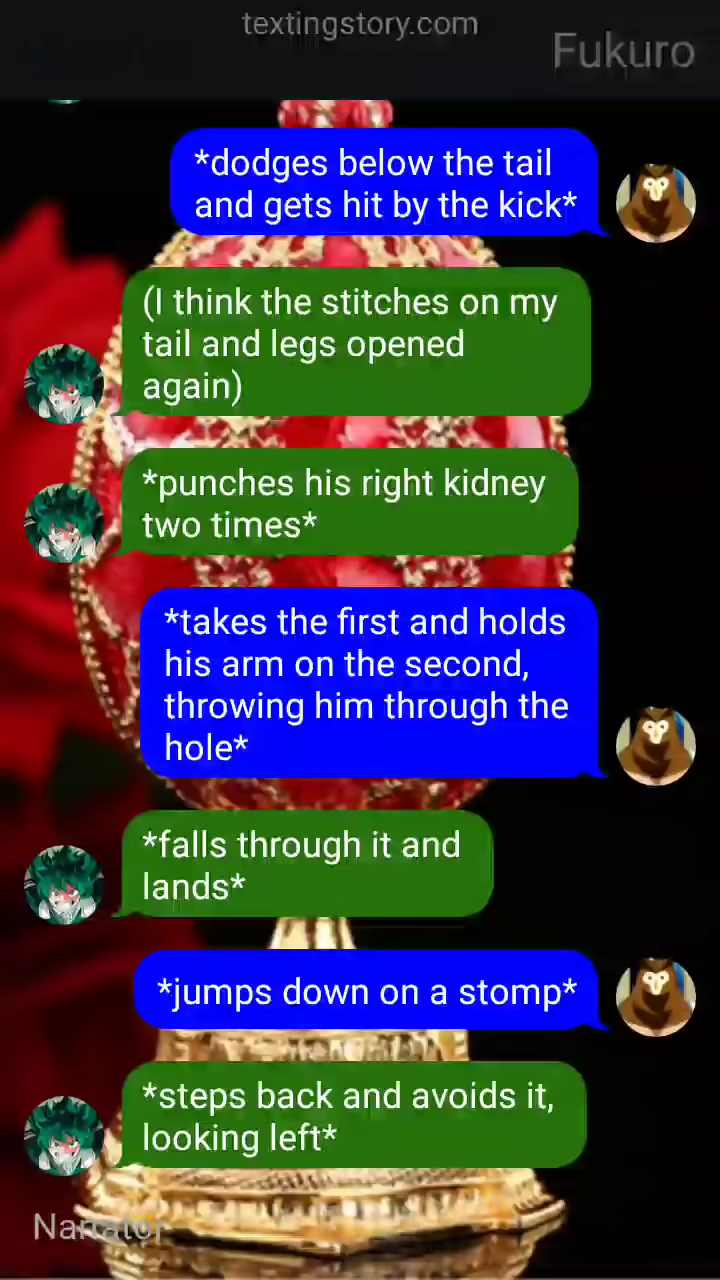 textingstory.com
Fukuro
*dodges below the tail
and gets hit by the kick*
(I think the stitches on my
tail and legs opened
again)
*punches his right kidney
two times*
*takes the first and holds
his arm on the second,
throwing him through the
hole*
*falls through it and
lands*
*jumps down on a stomp*
*steps back and avoids it,
looking left*